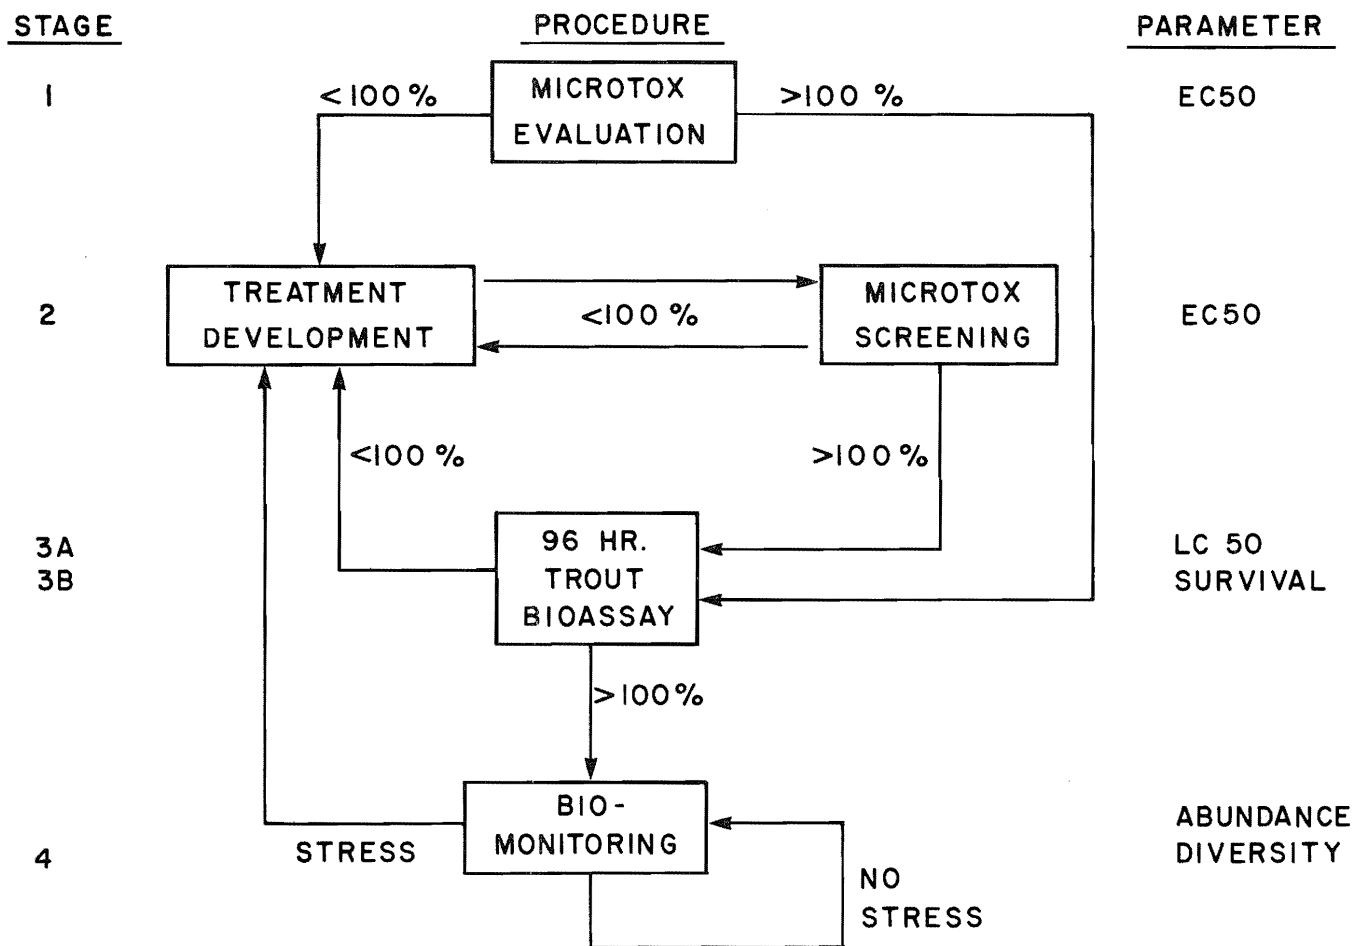 STAGE
PROCEDURE
PARAMETER
1
<100 %
MICROTOX
EVALUATION
>100 %
EC50
2
TREATMENT
DEVELOPMENT
<100 %
MICROTOX
SCREENING
EC50
<100 %
>100 %
3A
3B
96 HR.
TROUT
BIOASSAY
LC 50
SURVIVAL
>100 %
4
STRESS
BIO-
MONITORING
NO
STRESS
ABUNDANCE
DIVERSITY